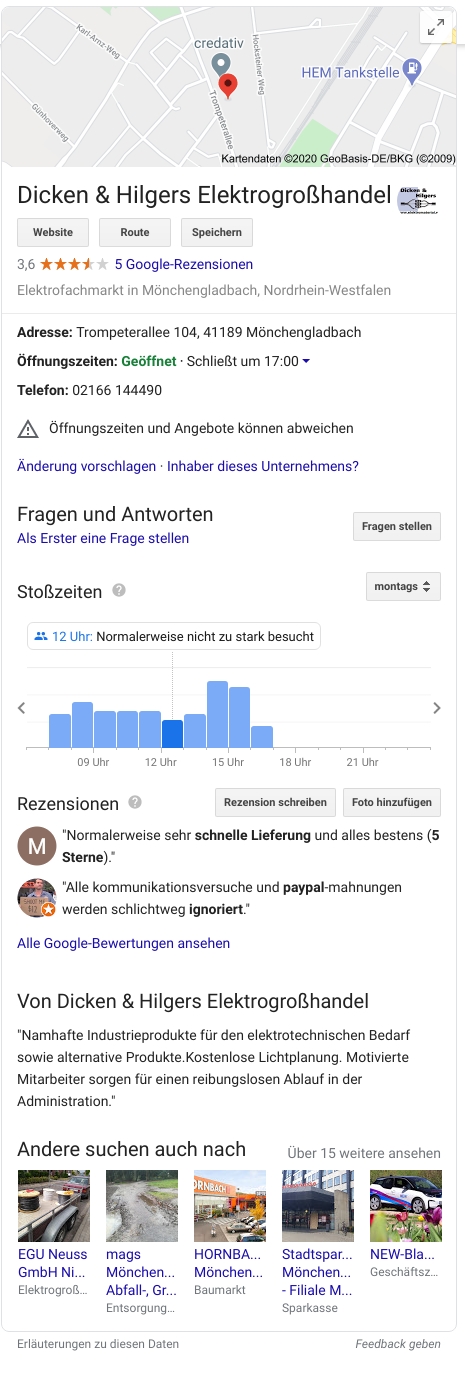 Karl-Arnz-Weg
credativ
Hocksteiner Weg
HEM Tankstelle
Günhoverweg
Trompeterallee
Kartendaten ©2020 GeoBasis-DE/BKG (©2009)
Dicken & Hilgers Elektrogroßhandel
Dicken &
Hilgers
Website
Route
Speichern
3,6 5 Google-Rezensionen
Elektrofachmarkt in Mönchengladbach, Nordrhein-Westfalen
Adresse: Trompeterallee 104, 41189 Mönchengladbach
Öffnungszeiten: Geöffnet · Schließt um 17:00
Telefon: 02166 144490
Öffnungszeiten und Angebote können abweichen
Änderung vorschlagen · Inhaber dieses Unternehmens?
Fragen und Antworten
Fragen stellen
Als Erster eine Frage stellen
Stoßzeiten ?
montags
12 Uhr: Normalerweise nicht zu stark besucht
09 Uhr 12 Uhr 15 Uhr 18 Uhr 21 Uhr
Rezensionen ?
Rezension schreiben
Foto hinzufügen
M
"Normalerweise sehr schnelle Lieferung und alles bestens (5
Sterne)."
"Alle kommunikationsversuche und paypal-mahnungen
werden schlichtweg ignoriert."
Alle Google-Bewertungen ansehen
Von Dicken & Hilgers Elektrogroßhandel
"Namhafte Industrieprodukte für den elektrotechnischen Bedarf
sowie alternative Produkte.Kostenlose Lichtplanung. Motivierte
Mitarbeiter sorgen für einen reibungslosen Ablauf in der
Administration."
Andere suchen auch nach
Über 15 weitere ansehen
ORNBACH
EGU Neuss
GmbH Ni...
Elektrogroß...
mags
Mönchen...
Abfall-, Gr...
Entsorgung...
HORNBA...
Mönchen...
Baumarkt
Stadtspar...
Mönchen...
- Filiale M...
Sparkasse
NEW-Bla...
Geschäftsz...
Erläuterungen zu diesen Daten
Feedback geben